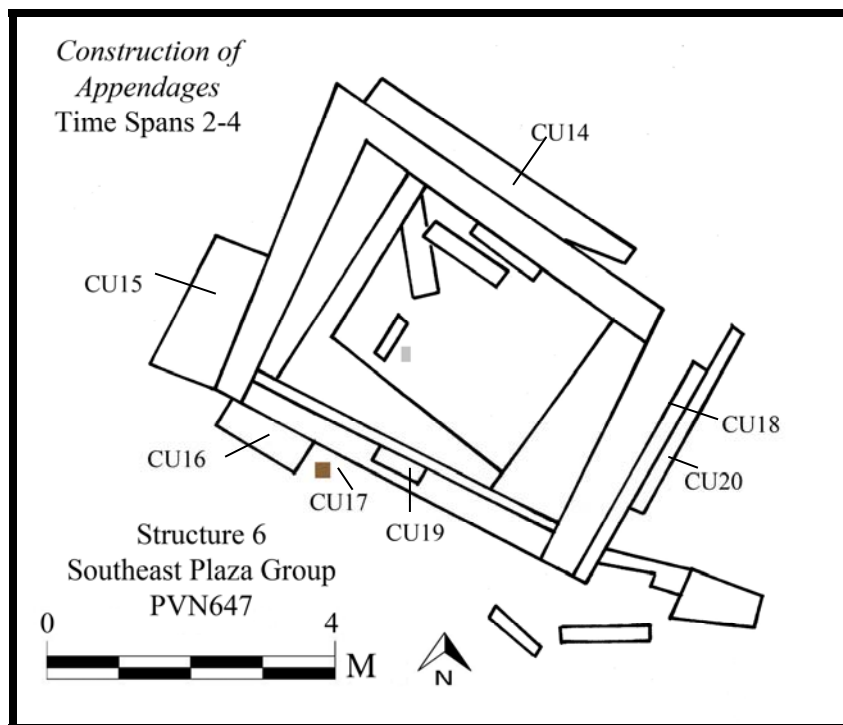 Construction of
Appendages
Time Spans 2-4
CU14
CU15
CU18
CU16
CU20
CU17
CU19
Structure 6
Southeast Plaza Group
PVN647
0 4
M
N